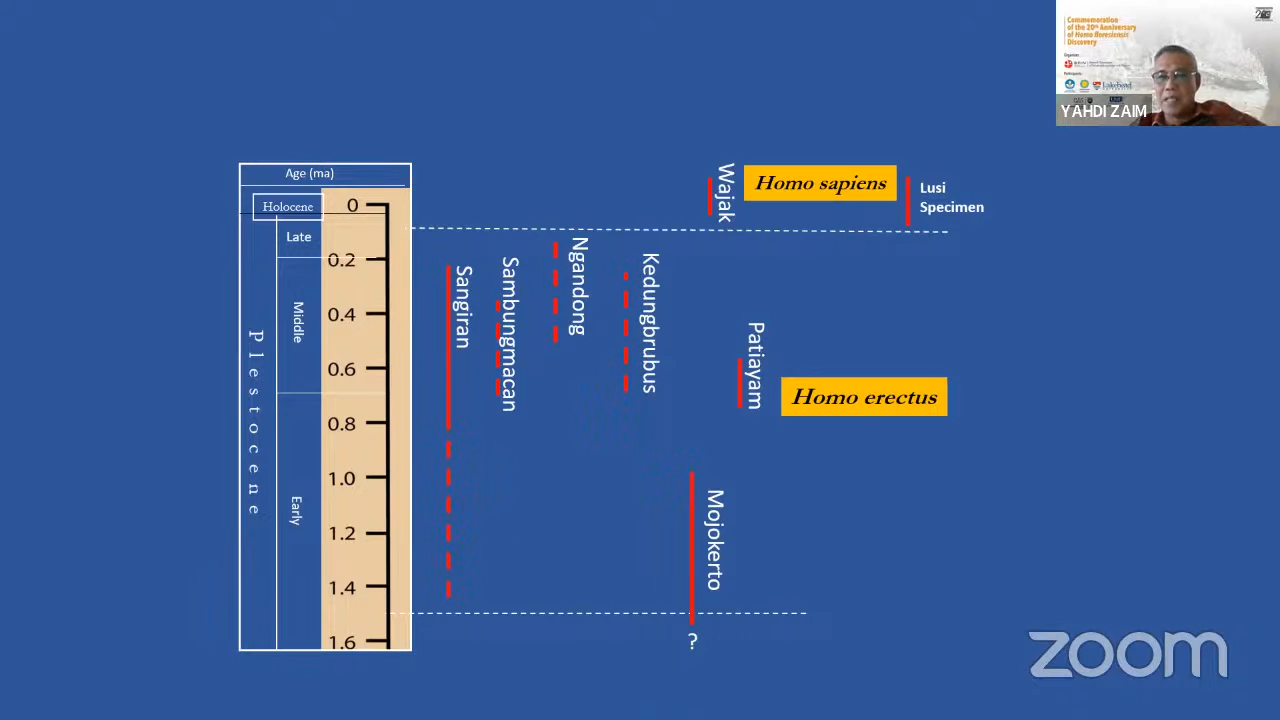 Commemoration
of the 20th Anniversary
of Homo floresiensis
Discovery
YAHDI ZAIM
Age (ma)
Holocene
Late
Middle
Early
Plestocene
0
0.2
0.4
0.6
0.8
1.0
1.2
1.4
1.6
Sangiran
Sambungmacan
Ngandong
Kedungbrubus
Wajak
Homo sapiens
Lusi
Specimen
Patiayam
Homo erectus
Mojokerto
?
zoom